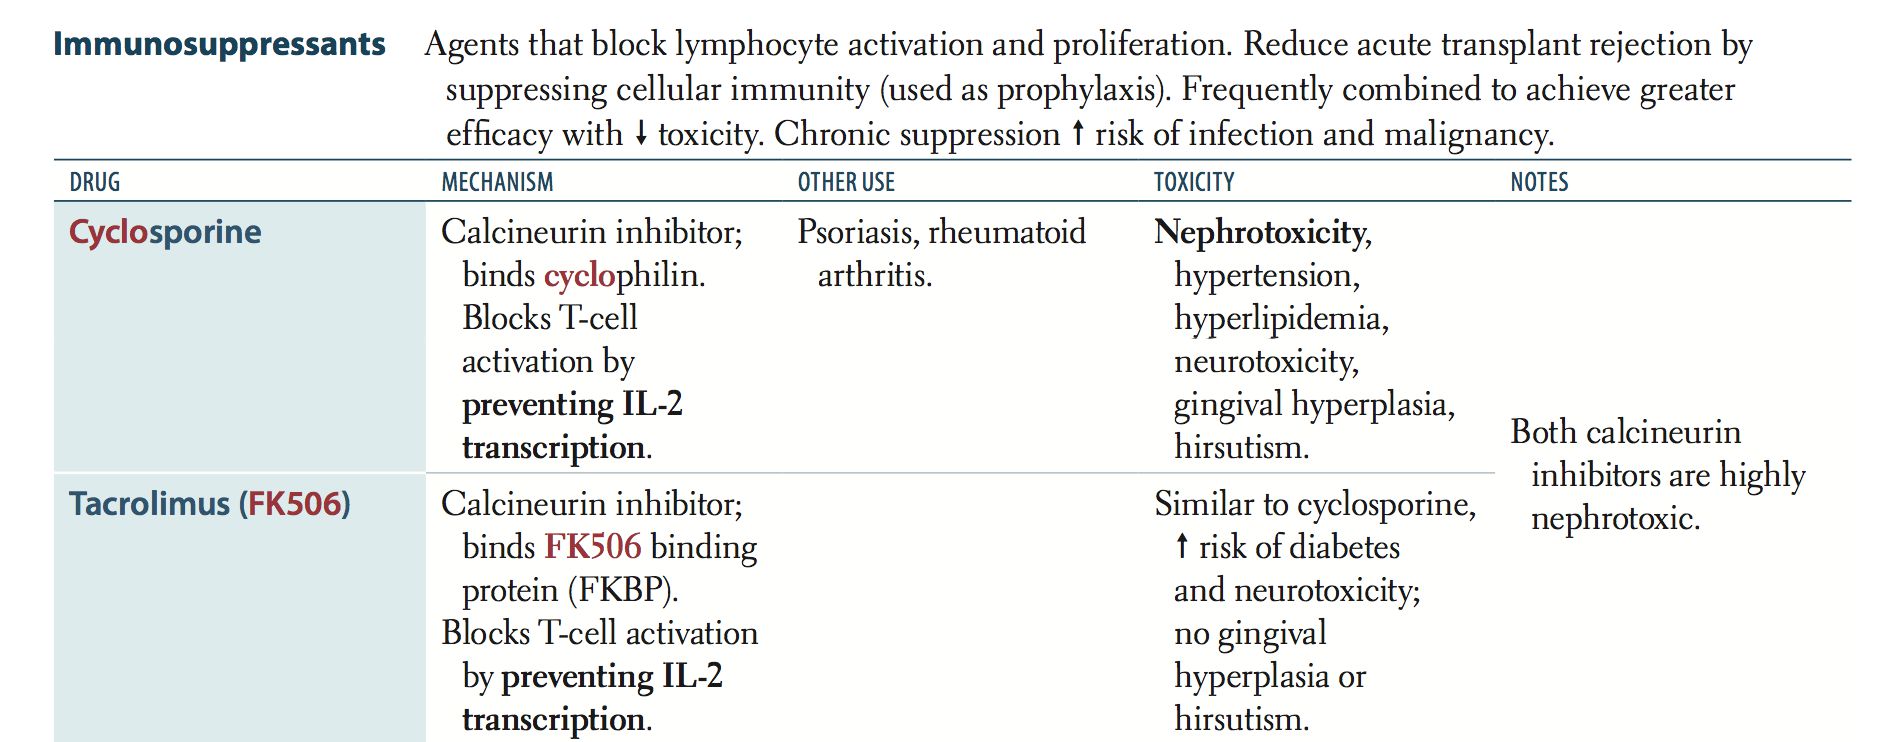 Immunosuppressants
Agents that block lymphocyte activation and proliferation. Reduce acute transplant rejection by
suppressing cellular immunity (used as prophylaxis). Frequently combined to achieve greater
efficacy with ↓ toxicity. Chronic suppression ↑ risk of infection and malignancy.
DRUG
MECHANISM
OTHER USE
TOXICITY
NOTES
Cyclosporine
Calcineurin inhibitor;
binds cyclophilin.
Blocks T-cell
activation by
preventing IL-2
transcription.
Psoriasis, rheumatoid
arthritis.
Nephrotoxicity,
hypertension,
hyperlipidemia,
neurotoxicity,
gingival hyperplasia,
hirsutism.
Both calcineurin
inhibitors are highly
nephrotoxic.
Tacrolimus (FK506)
Calcineurin inhibitor;
binds FK506 binding
protein (FKBP).
Blocks T-cell activation
by preventing IL-2
transcription.
Similar to cyclosporine,
↑ risk of diabetes
and neurotoxicity;
no gingival
hyperplasia or
hirsutism.